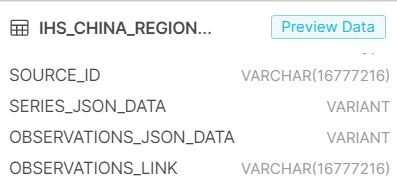 IHS_CHINA_REGION... Preview Data
SOURCE_ID VARCHAR(16777216)
SERIES_JSON_DATA VARIANT
OBSERVATIONS_JSON_DATA VARIANT
OBSERVATIONS_LINK VARCHAR(16777216)